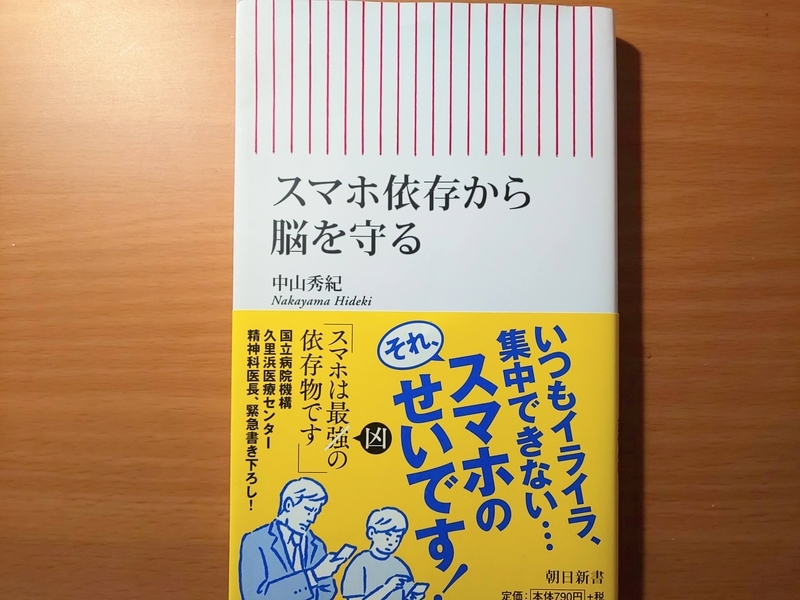 スマホ依存から
脳を守る
中山秀紀
Nakayama Hideki
いつもイライラ、
集中できない…
それ、
スマホの
せいです!
「スマホは最強の
凶
依存物です」
国立病院機構
久里浜医療センター
精神科医長、緊急書き下ろし!
朝日新書
定価:本体790円+税